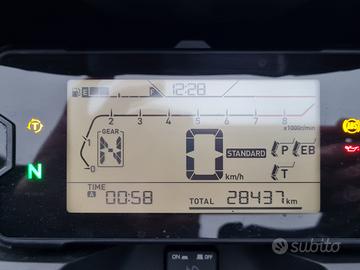 E F 12:28
2 3 4 5 6 7 8
x1000r/min
GEAR
N
1
0
0 km/h
STANDARD
P EB
T
T
N
ABS
TIME
A 00:58
TOTAL 28437 km
ON OFF
subito